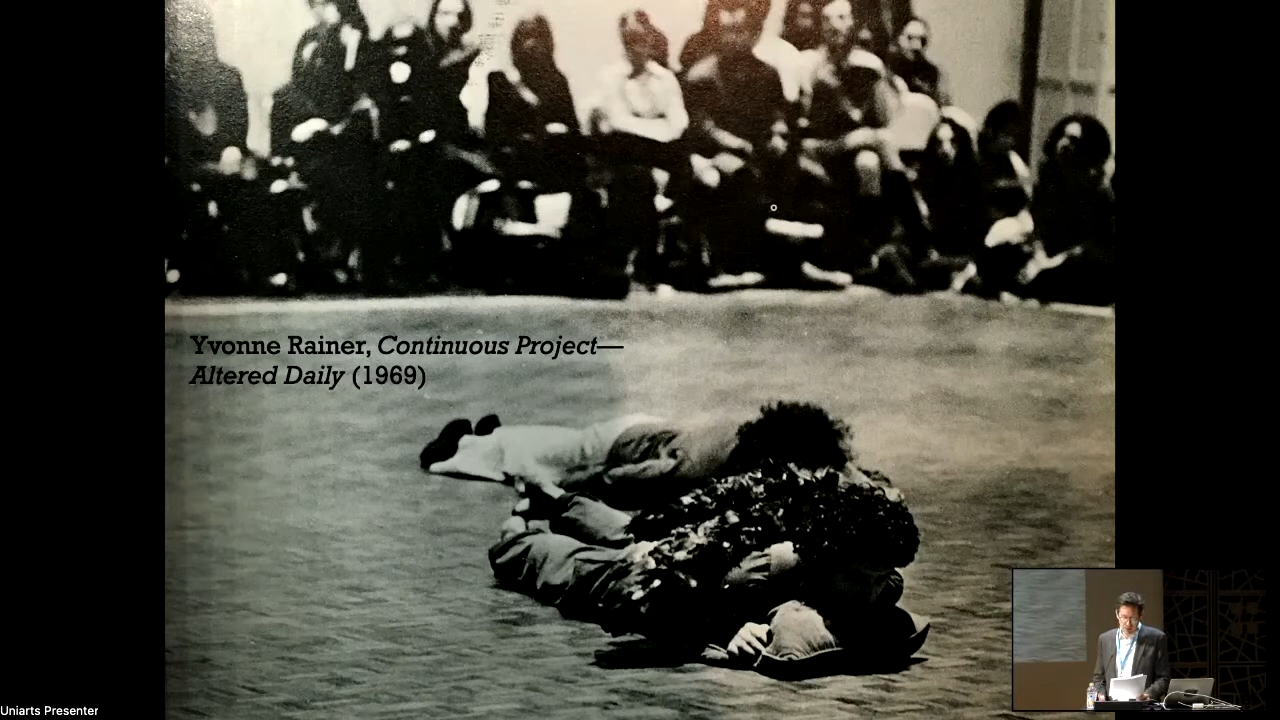 Yvonne Rainer, Continuous Project—
Altered Daily (1969)
Uniarts Presenter